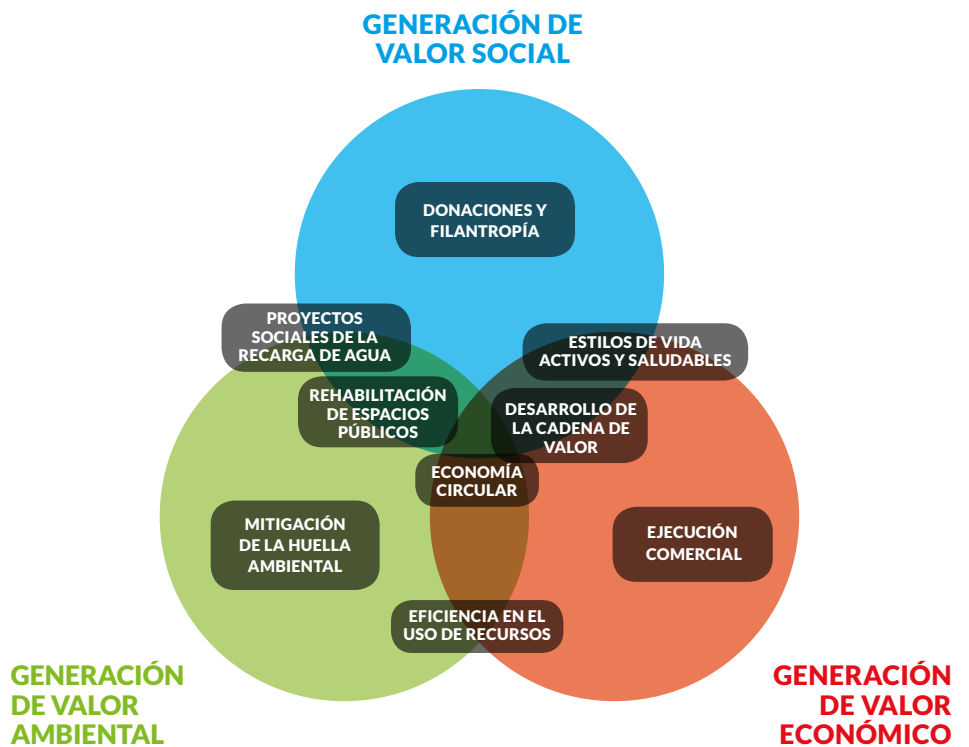 GENERACIÓN DE
VALOR SOCIAL
DONACIONES Y
FILANTROPÍA
PROYECTOS
SOCIALES DE LA
RECARGA DE AGUA
ESTILOS DE VIDA
ACTIVOS Y SALUDABLES
REHABILITACIÓN
DE ESPACIOS
PÚBLICOS
DESARROLLO DE
LA CADENA DE
VALOR
ECONOMÍA
CIRCULAR
MITIGACIÓN
DE LA HUELLA
AMBIENTAL
EJECUCIÓN
COMERCIAL
EFICIENCIA EN EL
USO DE RECURSOS
GENERACIÓN
DE VALOR
AMBIENTAL
GENERACIÓN
DE VALOR
ECONÓMICO